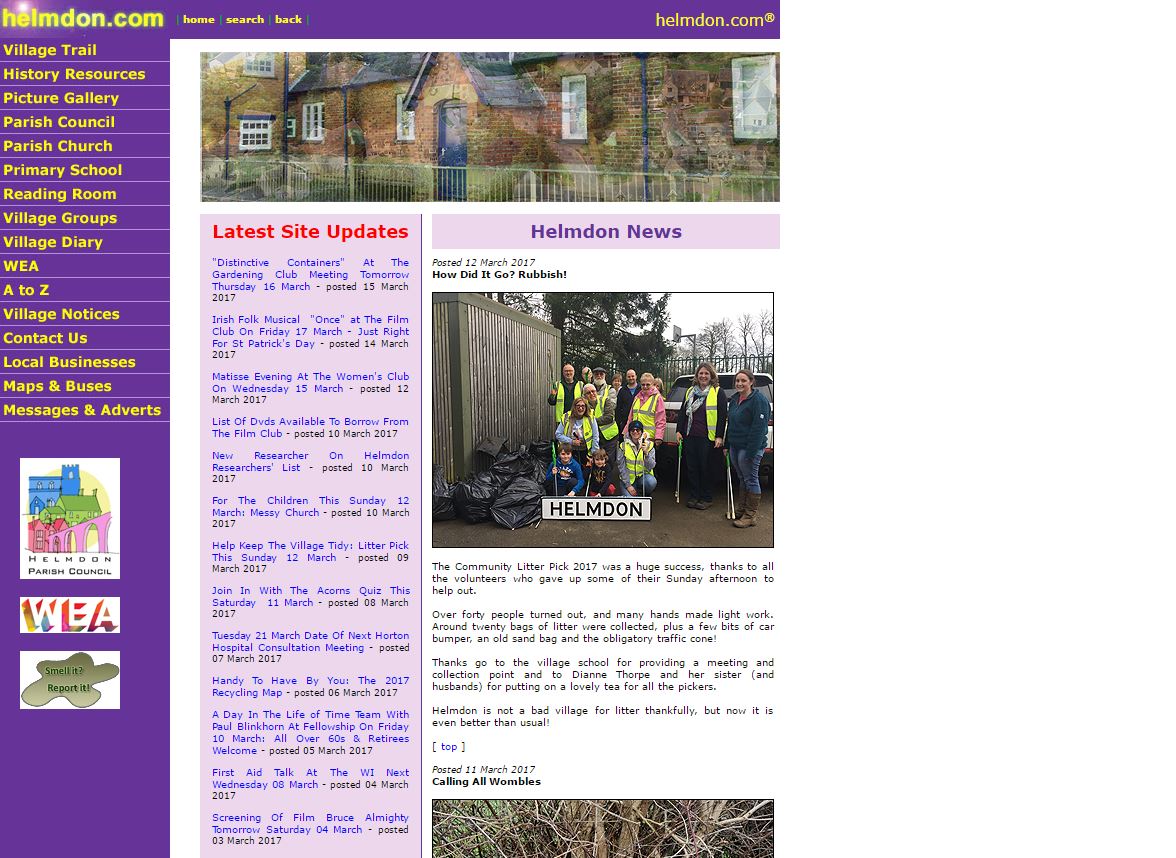 helmdon.com
| home | search | back |
helmdon.com®
Village Trail
History Resources
Picture Gallery
Parish Council
Parish Church
Primary School
Reading Room
Village Groups
Village Diary
WEA
A to Z
Village Notices
Contact Us
Local Businesses
Maps & Buses
Messages & Adverts
HELMDON
PARISH COUNCIL
WEA
Smell it?
Report it!
Latest Site Updates
"Distinctive Containers" At The
Gardening Club Meeting Tomorrow
Thursday 16 March - posted 15 March
2017
Irish Folk Musical "Once" at The Film
Club On Friday 17 March - Just Right
For St Patrick's Day - posted 14 March
2017
Matisse Evening At The Women's Club
On Wednesday 15 March - posted 12
March 2017
List Of Dvds Available To Borrow From
The Film Club - posted 10 March 2017
New Researcher On Helmdon
Researchers' List - posted 10 March
2017
For The Children This Sunday 12
March: Messy Church - posted 10 March
2017
Help Keep The Village Tidy: Litter Pick
This Sunday 12 March - posted 09
March 2017
Join In With The Acorns Quiz This
Saturday 11 March - posted 08 March
2017
Tuesday 21 March Date Of Next Horton
Hospital Consultation Meeting - posted
07 March 2017
Handy To Have By You: The 2017
Recycling Map - posted 06 March 2017
A Day In The Life of Time Team With
Paul Blinkhorn At Fellowship On Friday
10 March: All Over 60s & Retirees
Welcome - posted 05 March 2017
First Aid Talk At The WI Next
Wednesday 08 March - posted 04 March
2017
Screening Of Film Bruce Almighty
Tomorrow Saturday 04 March - posted
03 March 2017
Helmdon News
Posted 12 March 2017
How Did It Go? Rubbish!
HELMDON
The Community Litter Pick 2017 was a huge success, thanks to all
the volunteers who gave up some of their Sunday afternoon to
help out.
Over forty people turned out, and many hands made light work.
Around twenty bags of litter were collected, plus a few bits of car
bumper, an old sand bag and the obligatory traffic cone!
Thanks go to the village school for providing a meeting and
collection point and to Dianne Thorpe and her sister (and
husbands) for putting on a lovely tea for all the pickers.
Helmdon is not a bad village for litter thankfully, but now it is
even better than usual!
[ top ]
Posted 11 March 2017
Calling All Wombles